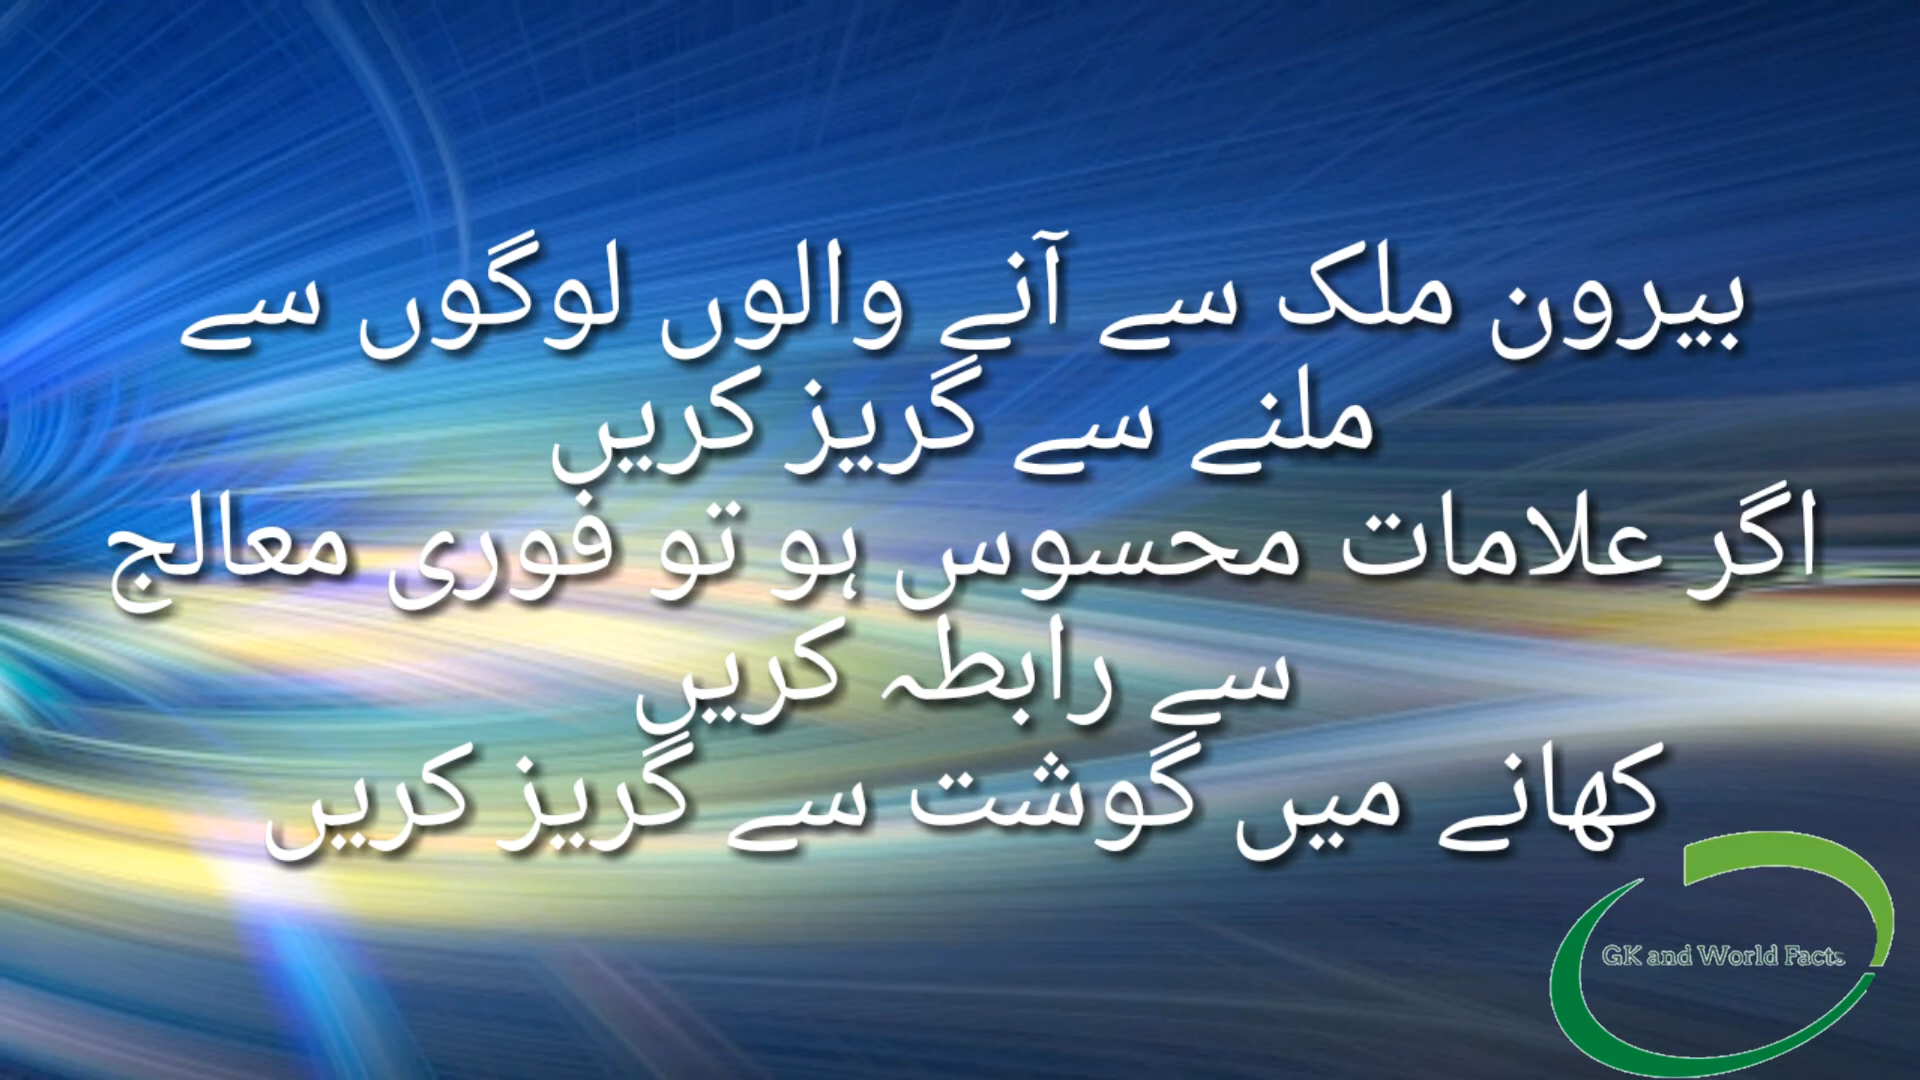 بیرون ملک سے آنے والوں لوگوں سے
ملنے سے گریز کریں
اگر علامات محسوس ہو تو فوری معالج
سے رابطہ کریں
کھانے میں گوشت سے گریز کریں
GK and World Facts